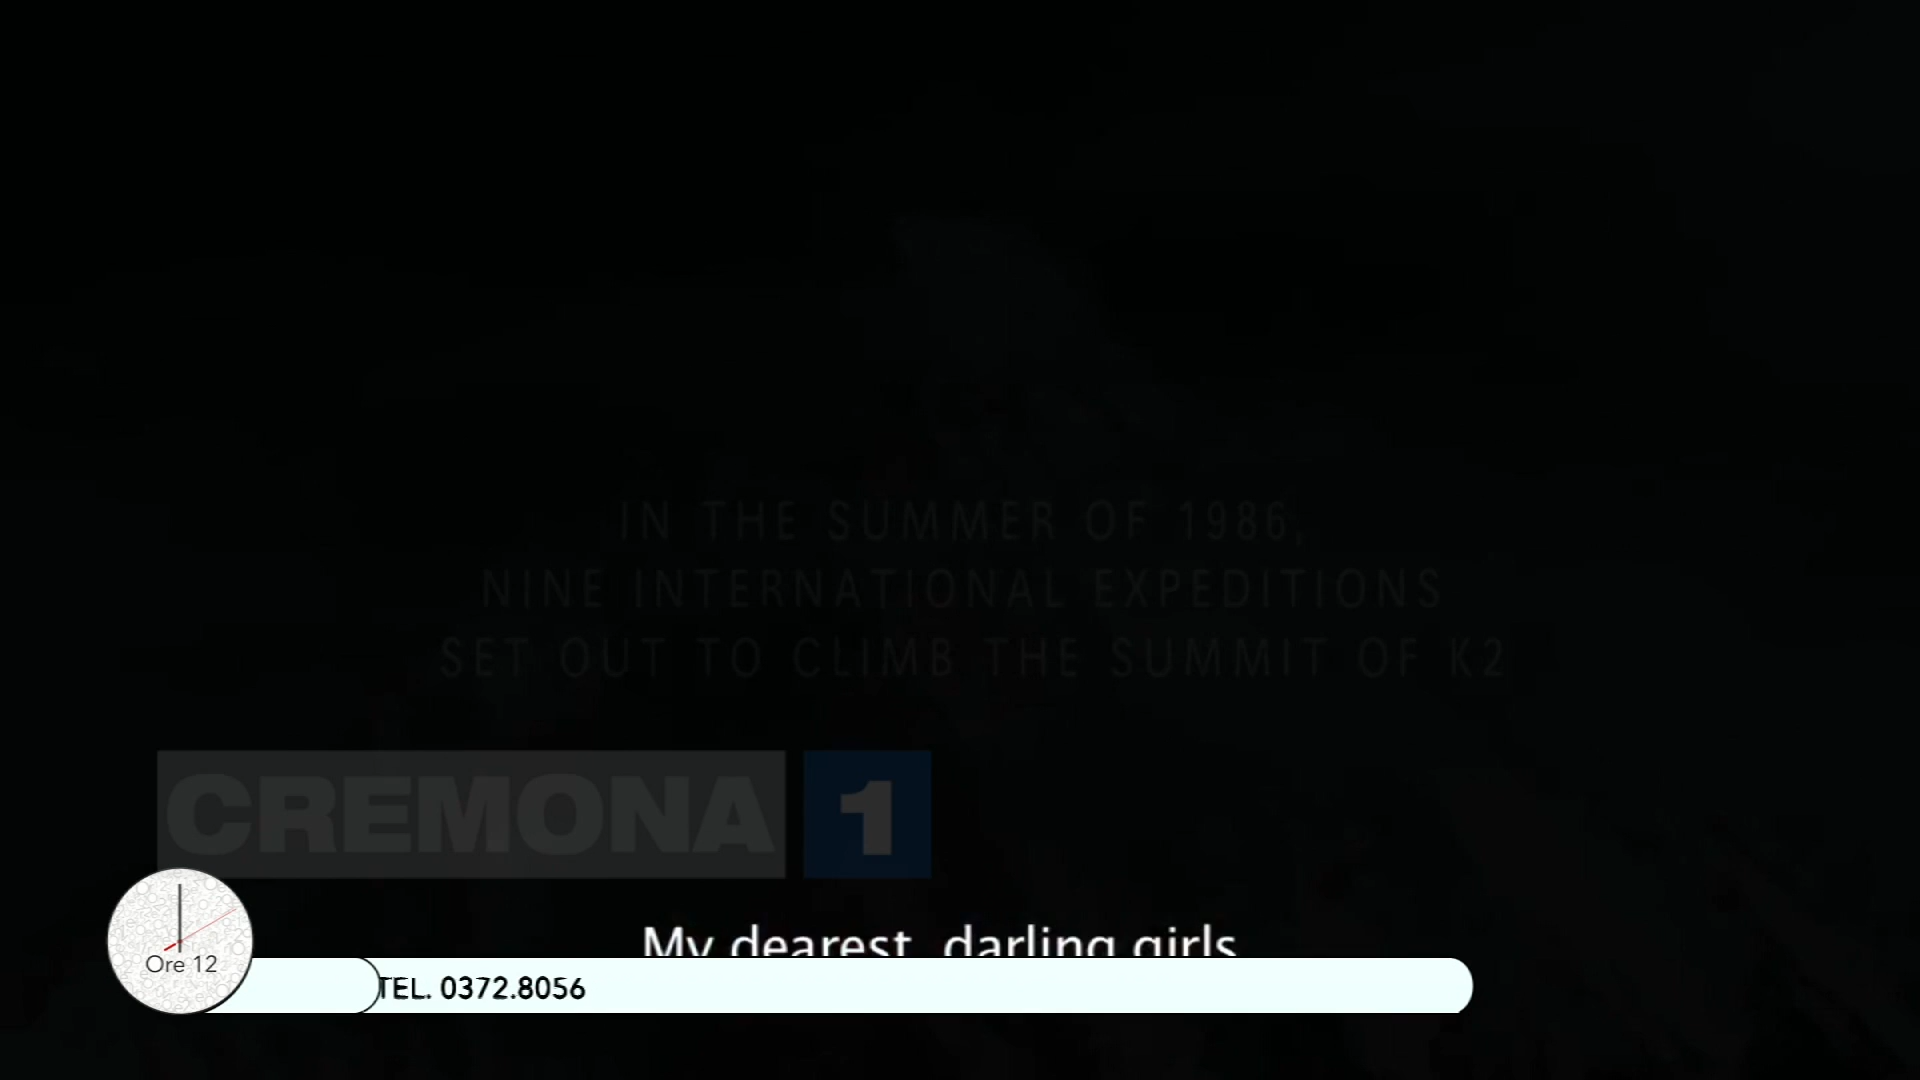 IN THE SUMMER OF 1986,
NINE INTERNATIONAL EXPEDITIONS
SET OUT TO CLIMB THE SUMMIT OF K2
CREMONA 1
My dearest, darling girls
Ore 12
TEL. 0372.8056